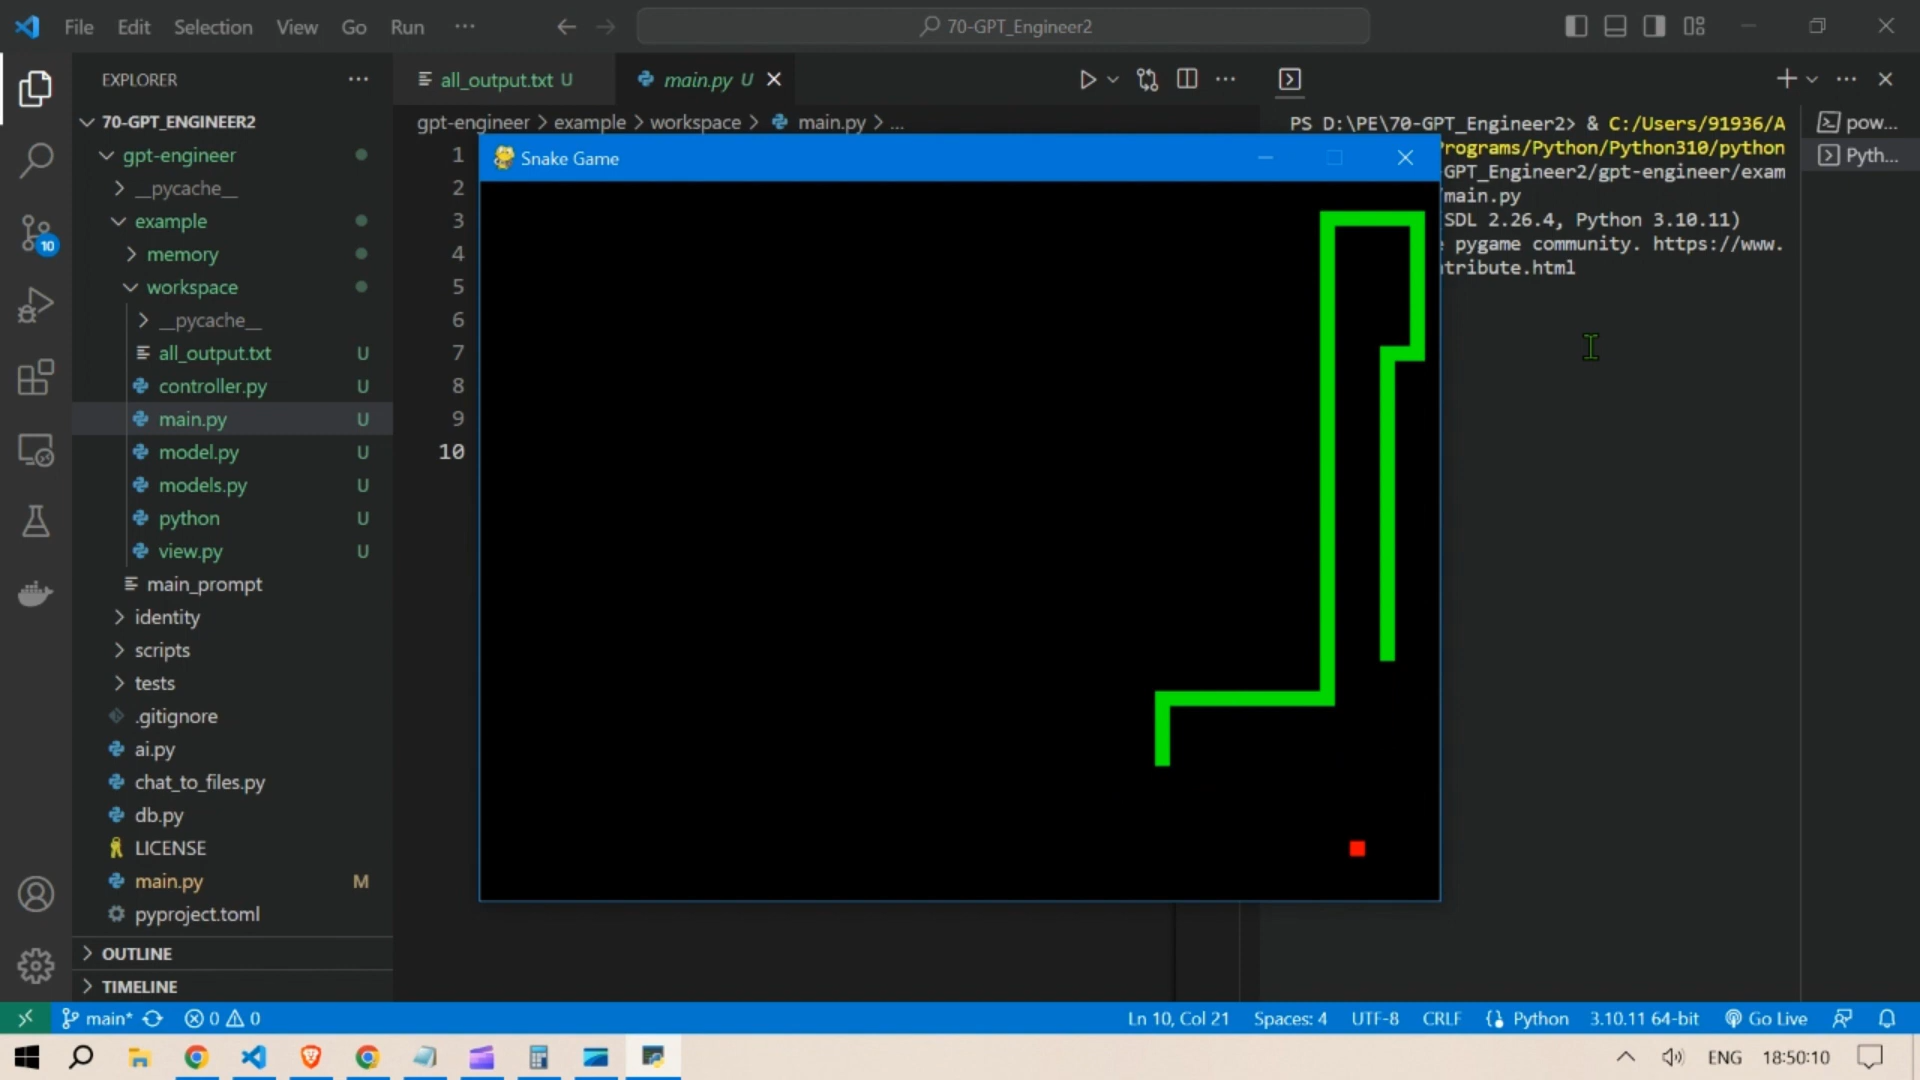 File Edit Selection View Go Run ···
70-GPT_Engineer2
EXPLORER
70-GPT_ENGINEER2
gpt-engineer
__pycache__
example
memory
workspace
__pycache__
all_output.txt U
controller.py U
main.py U
model.py U
models.py U
python U
view.py U
main_prompt
identity
scripts
tests
.gitignore
ai.py
chat_to_files.py
db.py
LICENSE
main.py M
pyproject.toml
OUTLINE
TIMELINE
10
all_output.txt U
main.py U
gpt-engineer > example > workspace > main.py > ...
1
2
3
4
5
6
7
8
9
10
Snake Game
PS D:\PE\70-GPT_Engineer2> & C:/Users/91936/A
rograms/Python/Python310/python
-GPT_Engineer2/gpt-engineer/exam
main.py
SDL 2.26.4, Python 3.10.11)
pygame community. https://www.
tribute.html
pow...
Pyth...
main* 0 0
Ln 10, Col 21 Spaces: 4 UTF-8 CRLF Python 3.10.11 64-bit Go Live
ENG 18:50:10